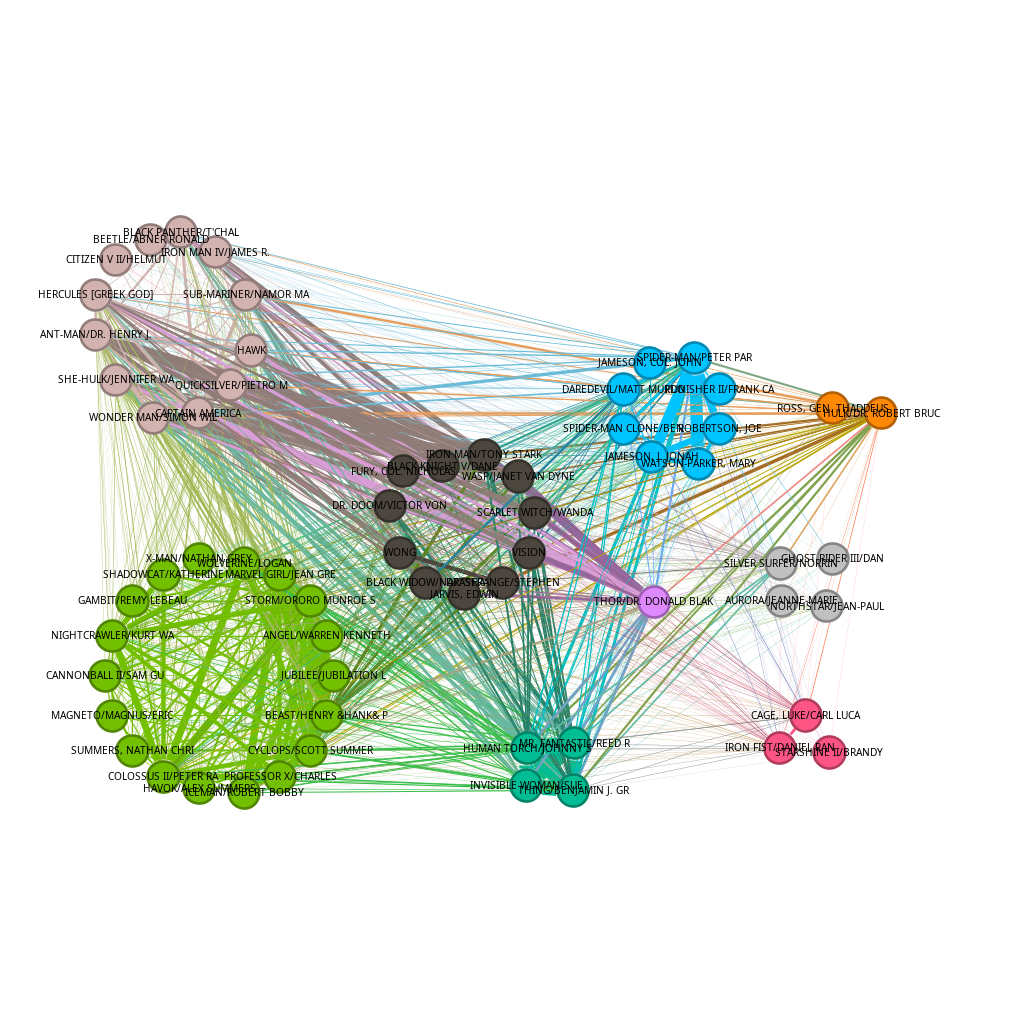 BLACK PANTHER/T'CHAL
BEETLE/ABNER RONALD
IRON MAN IV/JAMES R.
CITIZEN V II/HELMUT
HERCULES [GREEK GOD]
SUB-MARINER/NAMOR MA
ANT-MAN/DR. HENRY J.
HAWK
SHE-HULK/JENNIFER WA
QUICKSILVER/PIETRO M
WONDER MAN/SIMON WIL
CAPTAIN AMERICA
SPIDER-MAN/PETER PAR
JAMESON, COL. JOHN
DAREDEVIL/MATT MURDO
PUNISHER II/FRANK CA
SPIDER-MAN CLONE/BEN
ROBERTSON, JOE
JAMESON, J. JONAH
WATSON-PARKER, MARY
ROSS, GEN. THADDEUS
HULK/DR. ROBERT BRUC
IRON MAN/TONY STARK
BLACK KNIGHT V/DANE
FURY, COL. NICHOLAS
WASP/JANET VAN DYNE
DR. DOOM/VICTOR VON
SCARLET WITCH/WANDA
WONG
VISION
BLACK WIDOW/NATASHA
DR. STRANGE/STEPHEN
JARVIS, EDWIN
THOR/DR. DONALD BLAK
GHOST RIDER III/DAN
SILVER SURFER/NORRIN
AURORA/JEANNE-MARIE
NORTHSTAR/JEAN-PAUL
X-MAN/NATHAN GREY
WOLVERINE/LOGAN
SHADOWCAT/KATHERINE
MARVEL GIRL/JEAN GRE
GAMBIT/REMY LEBEAU
STORM/ORORO MUNROE S
NIGHTCRAWLER/KURT WA
ANGEL/WARREN KENNETH
CANNONBALL II/SAM GU
JUBILEE/JUBILATION L
MAGNETO/MAGNUS/ERIC
BEAST/HENRY &HANK& P
SUMMERS, NATHAN CHRI
CYCLOPS/SCOTT SUMMER
COLOSSUS II/PETER RA
PROFESSOR X/CHARLES
HAVOK/ALEX SUMMERS
ICEMAN/ROBERT BOBBY
MR. FANTASTIC/REED R
HUMAN TORCH/JOHNNY S
INVISIBLE WOMAN/SUE
THING/BENJAMIN J. GR
CAGE, LUKE/CARL LUCA
IRON FIST/DANIEL RAN
STARSHINE II/BRANDY